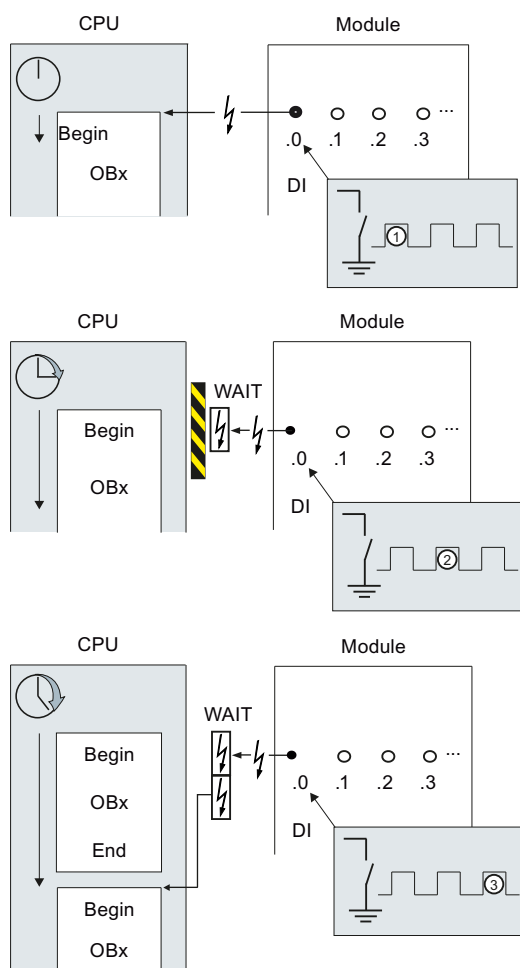 CPU
Module
Begin
OBx
.0 .1 .2 .3 ...
DI
1
CPU
Module
WAIT
Begin
OBx
.0 .1 .2 .3 ...
DI
2
CPU
Module
WAIT
Begin
OBx
End
.0 .1 .2 .3 ...
DI
3
Begin
OBx